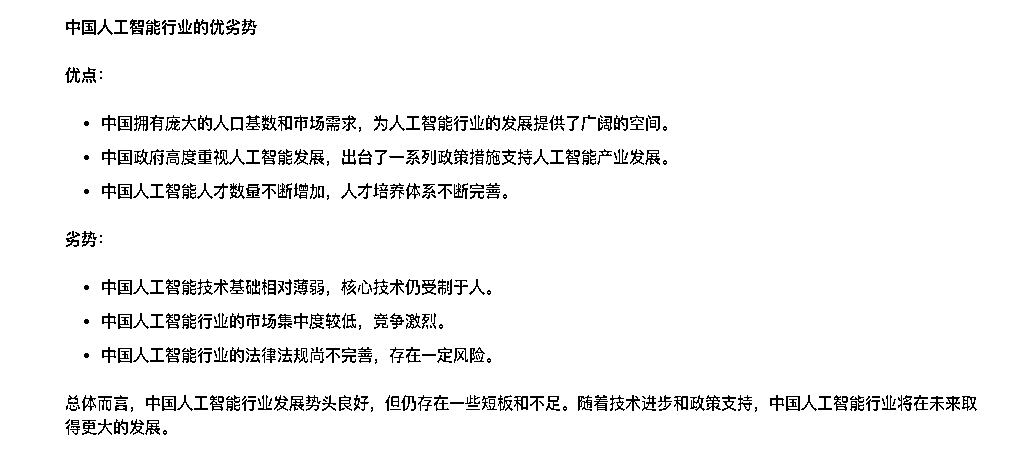 中国人工智能行业的优劣势
优点：
• 中国拥有庞大的人口基数和市场需求，为人工智能行业的发展提供了广阔的空间。
• 中国政府高度重视人工智能发展，出台了一系列政策措施支持人工智能产业发展。
• 中国人工智能人才数量不断增加，人才培养体系不断完善。
劣势：
• 中国人工智能技术基础相对薄弱，核心技术仍受制于人。
• 中国人工智能行业的市场集中度较低，竞争激烈。
• 中国人工智能行业的法律法规尚不完善，存在一定风险。
总体而言，中国人工智能行业发展势头良好，但仍存在一些短板和不足。随着技术进步和政策支持，中国人工智能行业将在未来取
得更大的发展。